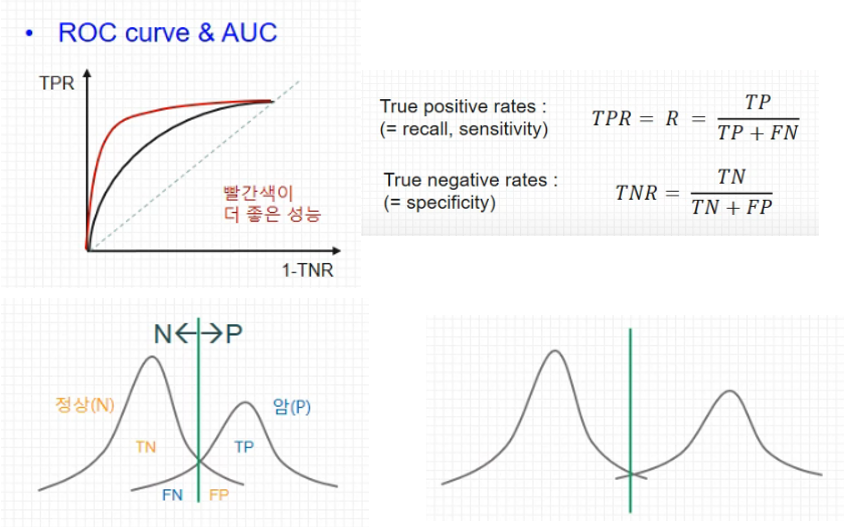 • ROC curve & AUC
TPR
빨간색이
더 좋은 성능
1-TNR
True positive rates :
(= recall, sensitivity)
TPR = R = TP / TP + FN
True negative rates :
(= specificity)
TNR = TN / TN + FP
N←→P
정상(N)
암(P)
TN
TP
FN
FP